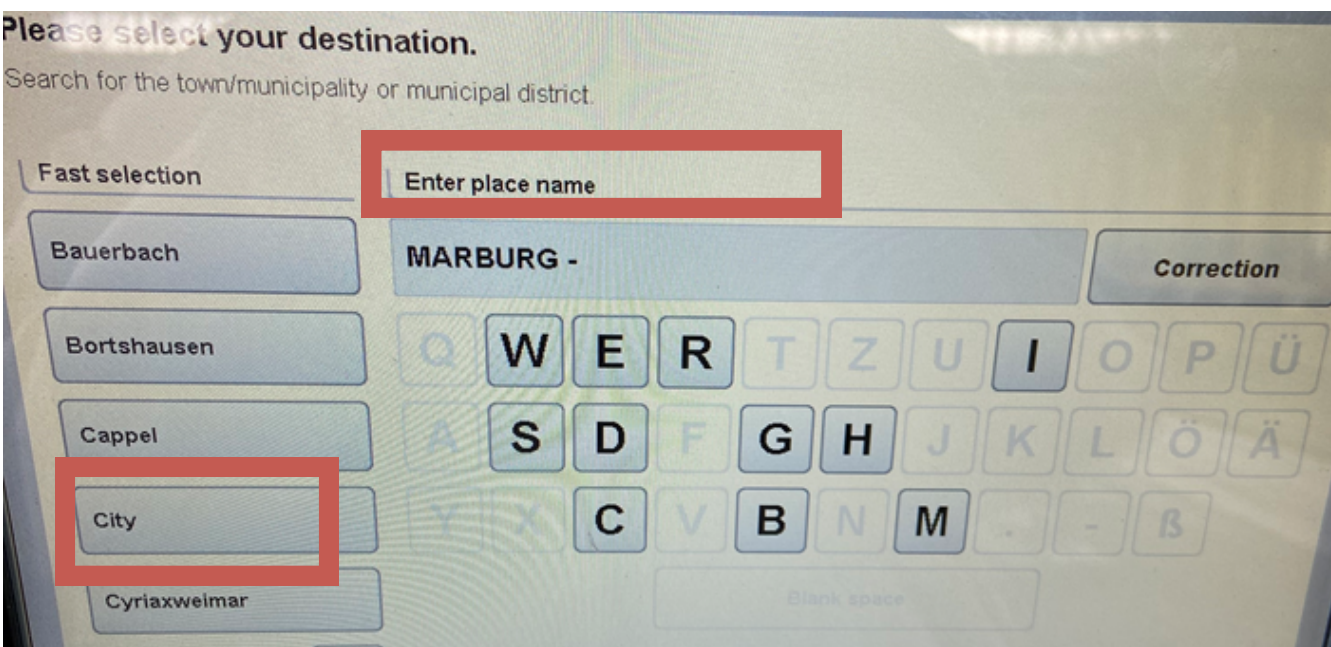 Please select your destination.
Search for the town/municipality or municipal district.
Fast selection
Enter place name
Bauerbach
MARBURG -
Correction
Bortshausen
Q W E R T Z U I O P Ü
Cappel
A S D F G H J K L Ö Ä
City
Y X C V B N M . - ß
Cyriaxweimar
Blank space